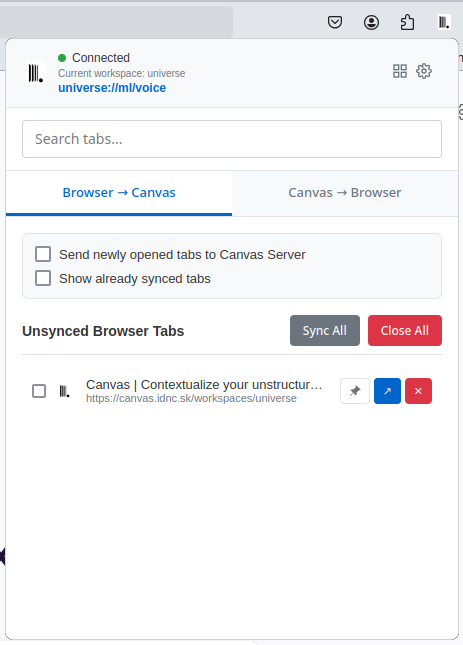 Connected
Current workspace: universe
universe://ml/voice
Search tabs...
Browser → Canvas
Canvas → Browser
Send newly opened tabs to Canvas Server
Show already synced tabs
Unsynced Browser Tabs
Sync All
Close All
Canvas | Contextualize your unstructur…
https://canvas.idnc.sk/workspaces/universe